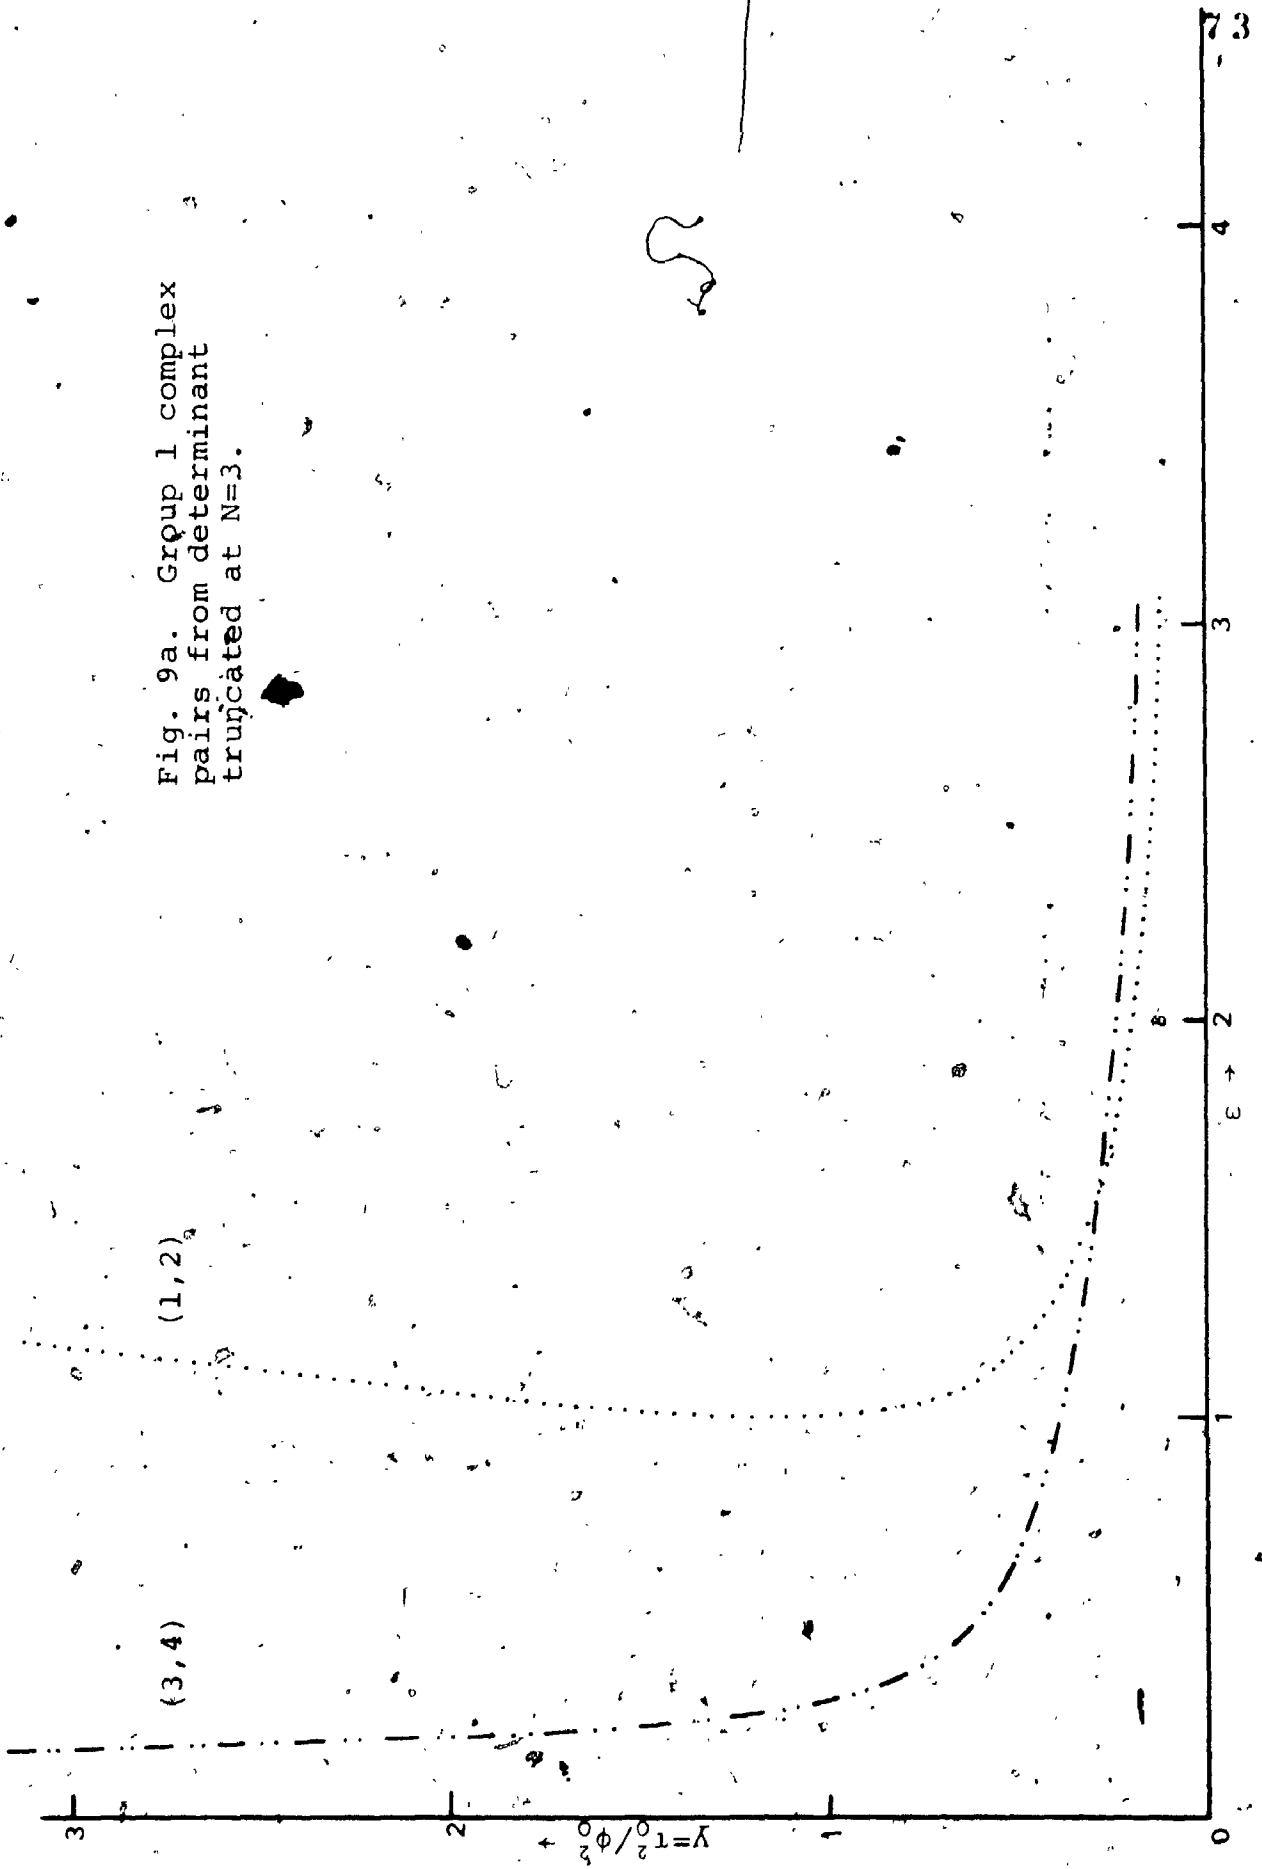 73
Fig. 9a. Group 1 complex
pairs from determinant
truncated at N=3.
(3,4)
(1,2)
3
2
1
0
y=τ₀²/ϕ₀² →
1
2
3
4
ε →